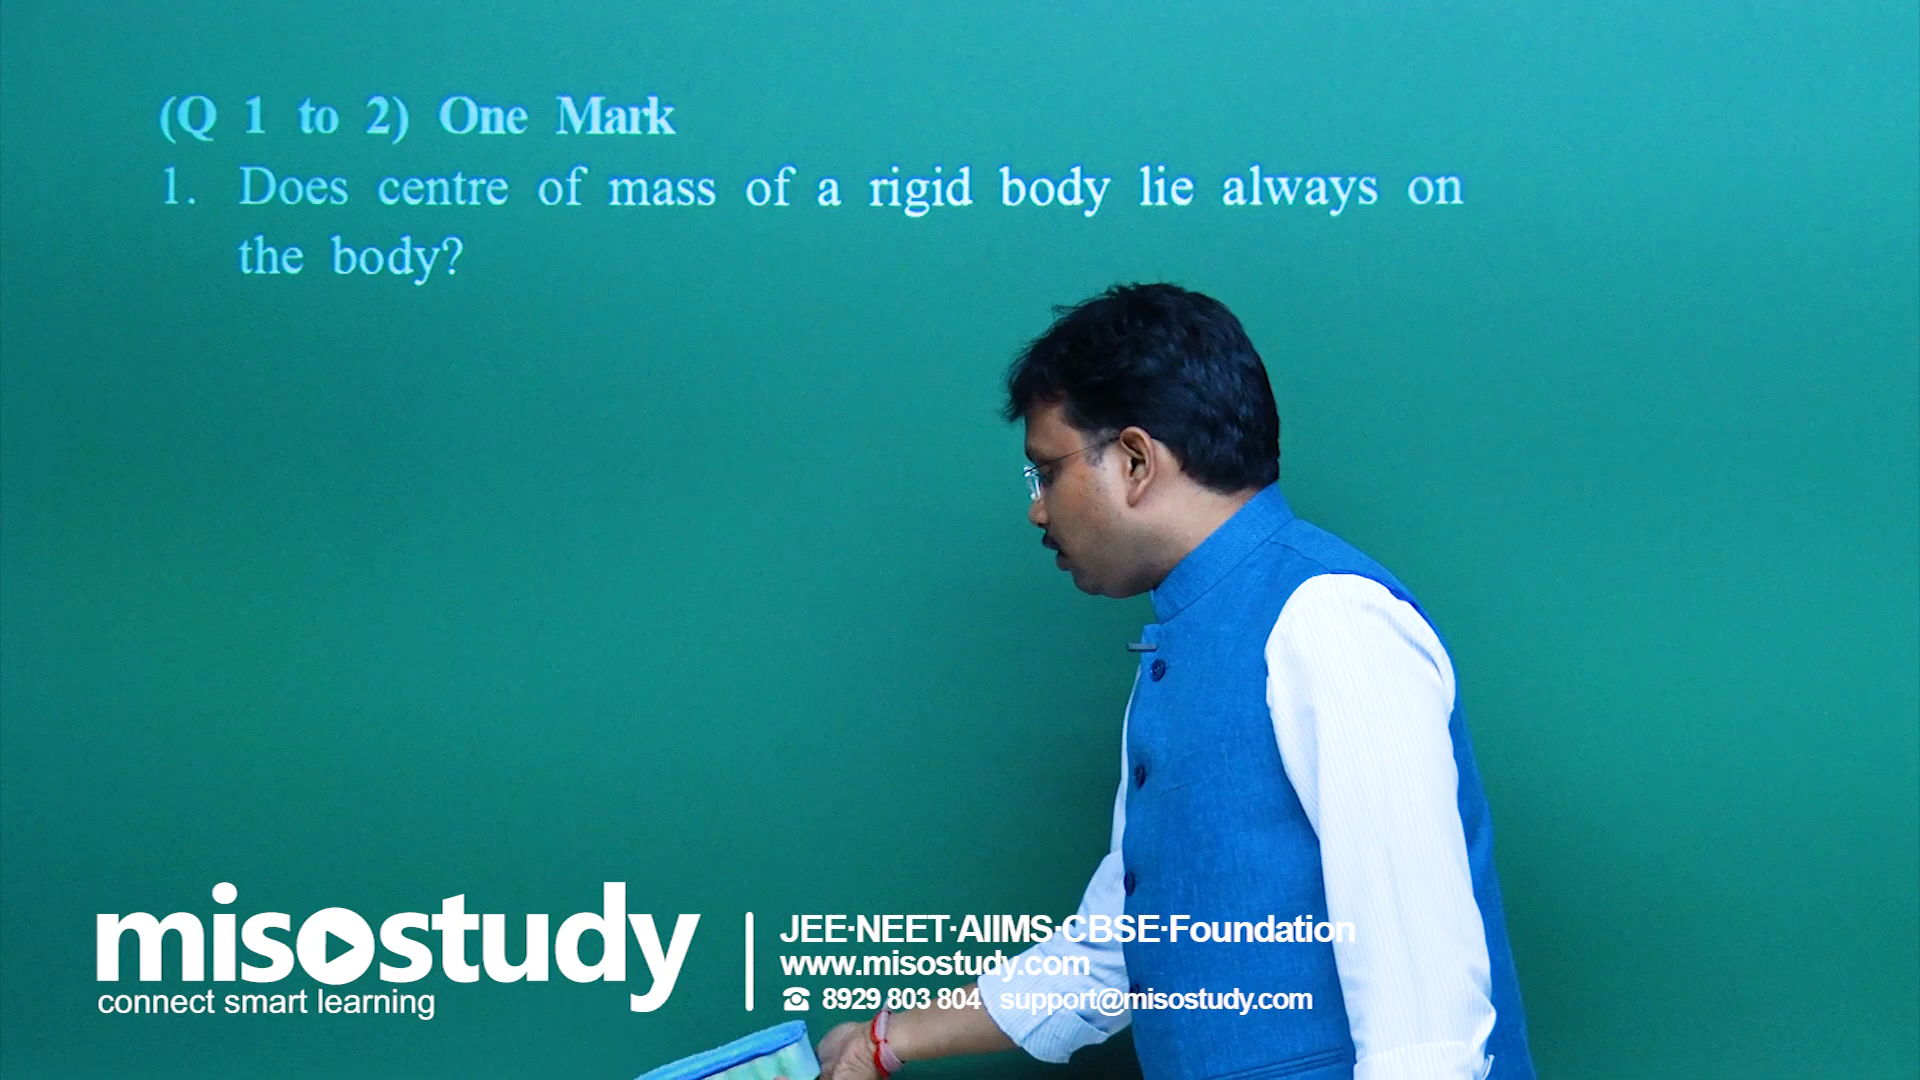 (Q 1 to 2) One Mark
1. Does centre of mass of a rigid body lie always on
the body?
misostudy
connect smart learning
JEE·NEET·AIIMS·CBSE·Foundation
www.misostudy.com
☎ 8929 803 804 support@misostudy.com